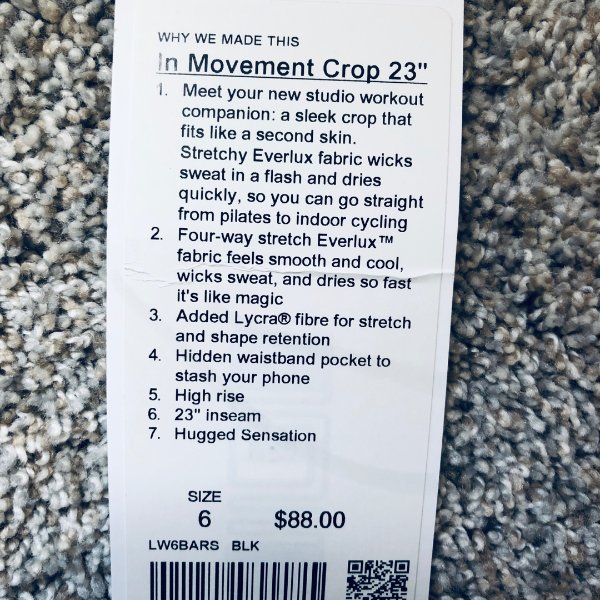 WHY WE MADE THIS
In Movement Crop 23"
1. Meet your new studio workout
companion: a sleek crop that
fits like a second skin.
Stretchy Everlux fabric wicks
sweat in a flash and dries
quickly, so you can go straight
from pilates to indoor cycling
2. Four-way stretch Everlux™
fabric feels smooth and cool,
wicks sweat, and dries so fast
it's like magic
3. Added Lycra® fibre for stretch
and shape retention
4. Hidden waistband pocket to
stash your phone
5. High rise
6. 23" inseam
7. Hugged Sensation
SIZE
6 $88.00
LW6BARS BLK